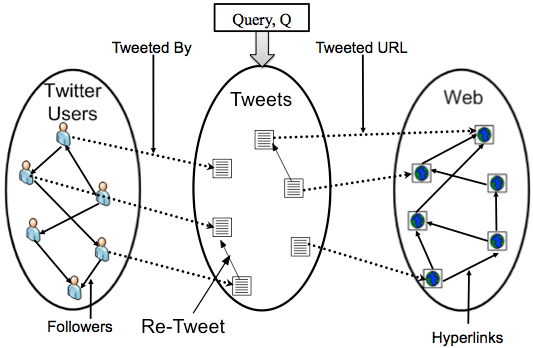 Query, Q
Tweeted By
Tweeted URL
Twitter
Users
Tweets
Web
Followers
Re-Tweet
Hyperlinks